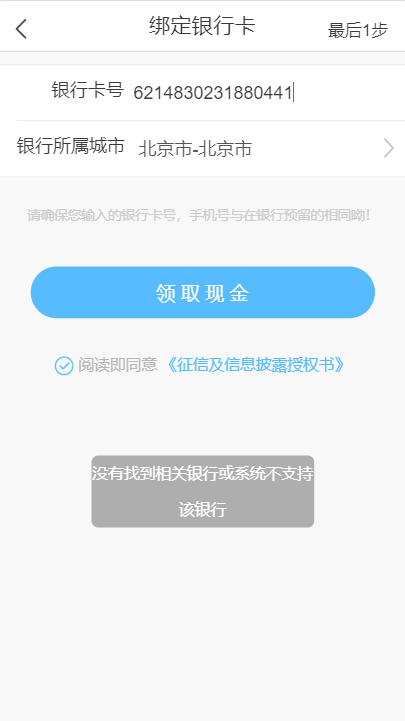 绑定银行卡
最后1步
银行卡号 6214830231880441
银行所属城市 北京市-北京市
请确保您输入的银行卡号，手机号与在银行预留的相同呦！
领取现金
阅读即同意《征信及信息披露授权书》
没有找到相关银行或系统不支持
该银行